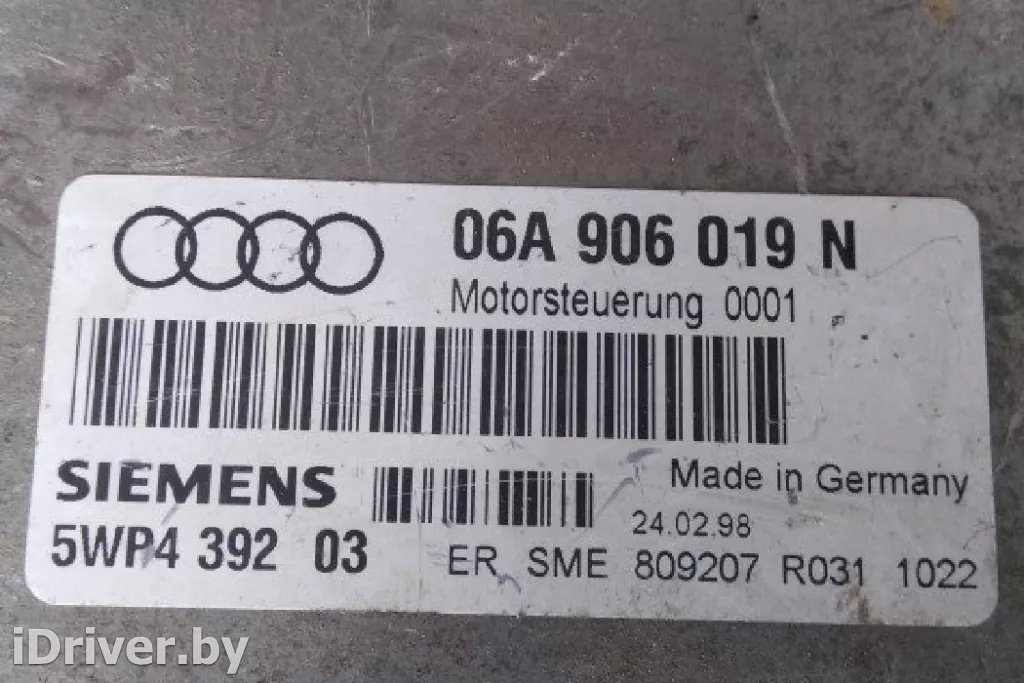 06A 906 019 N
Motorsteuerung 0001
SIEMENS
Made in Germany
24.02.98
5WP4 392 03
ER SME 809207 R031 1022
iDriver.by